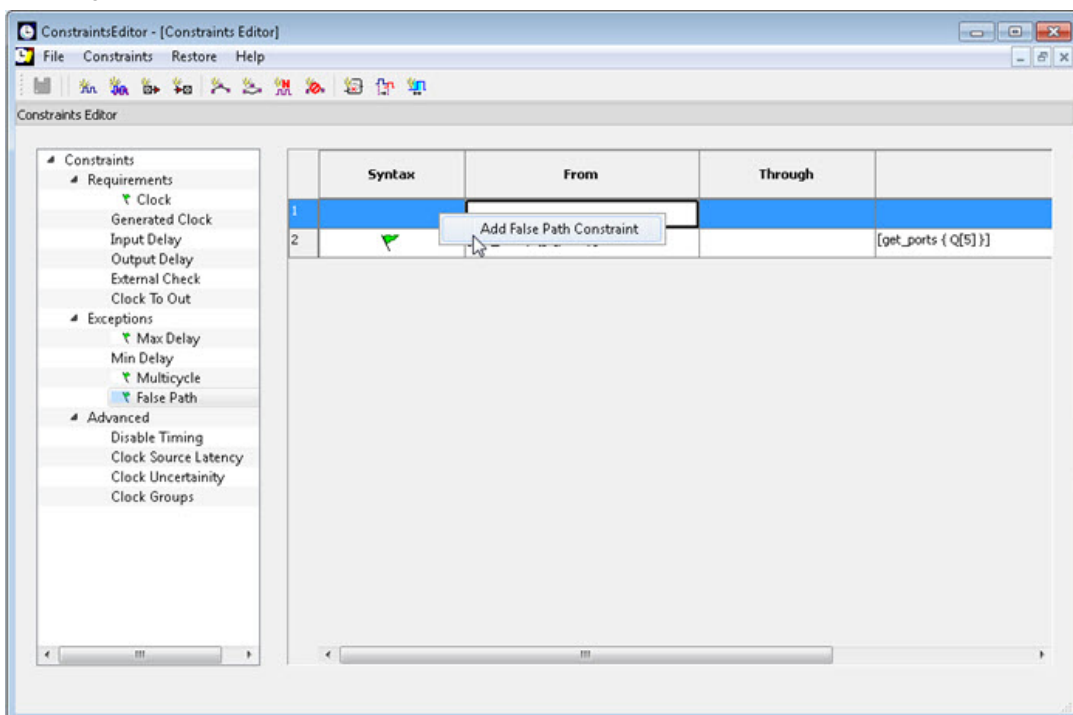 ConstraintsEditor - [Constraints Editor]
File Constraints Restore Help
Constraints Editor
Constraints
Requirements
Clock
Generated Clock
Input Delay
Output Delay
External Check
Clock To Out
Exceptions
Max Delay
Min Delay
Multicycle
False Path
Advanced
Disable Timing
Clock Source Latency
Clock Uncertainity
Clock Groups
Syntax From Through
1
Add False Path Constraint
2 [get_ports { Q[5] }]